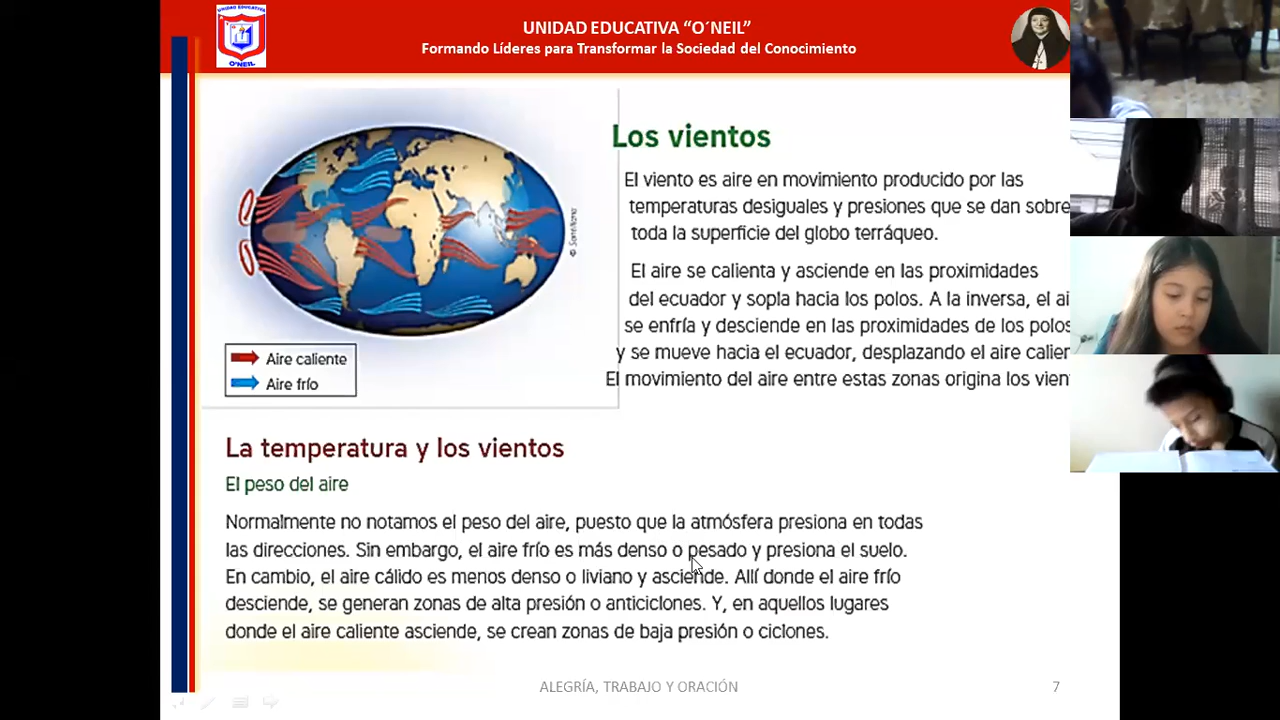 UNIDAD EDUCATIVA
O'NEIL
UNIDAD EDUCATIVA “O´NEIL”
Formando Líderes para Transformar la Sociedad del Conocimiento
© Santillana
Aire caliente
Aire frío
Los vientos
El viento es aire en movimiento producido por las
temperaturas desiguales y presiones que se dan sobre
toda la superficie del globo terráqueo.
El aire se calienta y asciende en las proximidades
del ecuador y sopla hacia los polos. A la inversa, el ai
se enfría y desciende en las proximidades de los polos
y se mueve hacia el ecuador, desplazando el aire calien
El movimiento del aire entre estas zonas origina los vient
La temperatura y los vientos
El peso del aire
Normalmente no notamos el peso del aire, puesto que la atmósfera presiona en todas
las direcciones. Sin embargo, el aire frío es más denso o pesado y presiona el suelo.
En cambio, el aire cálido es menos denso o liviano y asciende. Allí donde el aire frío
desciende, se generan zonas de alta presión o anticiclones. Y, en aquellos lugares
donde el aire caliente asciende, se crean zonas de baja presión o ciclones.
ALEGRÍA, TRABAJO Y ORACIÓN
7